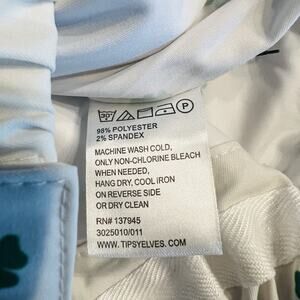 98% POLYESTER
2% SPANDEX
MACHINE WASH COLD,
ONLY NON-CHLORINE BLEACH
WHEN NEEDED,
HANG DRY, COOL IRON
ON REVERSE SIDE
OR DRY CLEAN
RN# 137945
3025010/011
WWW.TIPSYELVES.COM